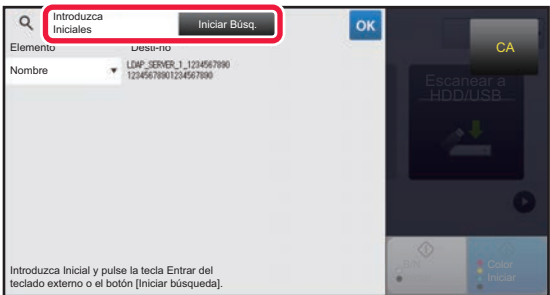 Introduzca
Iniciales
Iniciar Búsq.
OK
CA
Elemento
Desti-no
Nombre
LDAP_SERVER_1_1234567890
12345678901234567890
Escanear a
HDD/USB
B/N
Color
Iniciar
Introduzca Inicial y pulse la tecla Entrar del
teclado externo o el botón [Iniciar búsqueda].